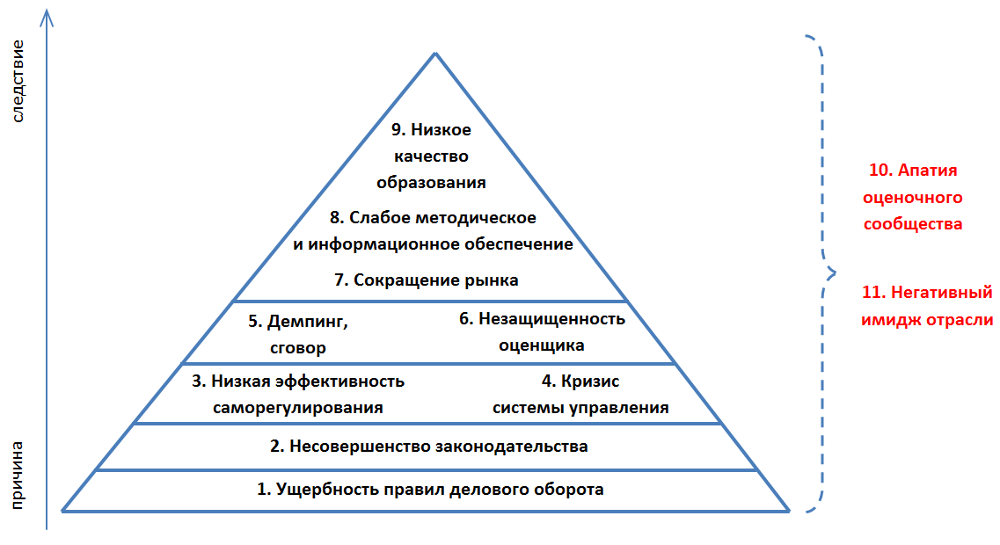 следствие
9. Низкое
качество
образования
8. Слабое методическое
и информационное обеспечение
7. Сокращение рынка
5. Демпинг,
сговор
6. Незащищенность
оценщика
3. Низкая эффективность
саморегулирования
4. Кризис
системы управления
2. Несовершенство законодательства
1. Ущербность правил делового оборота
причина
10. Апатия
оценочного
сообщества
11. Негативный
имидж отрасли